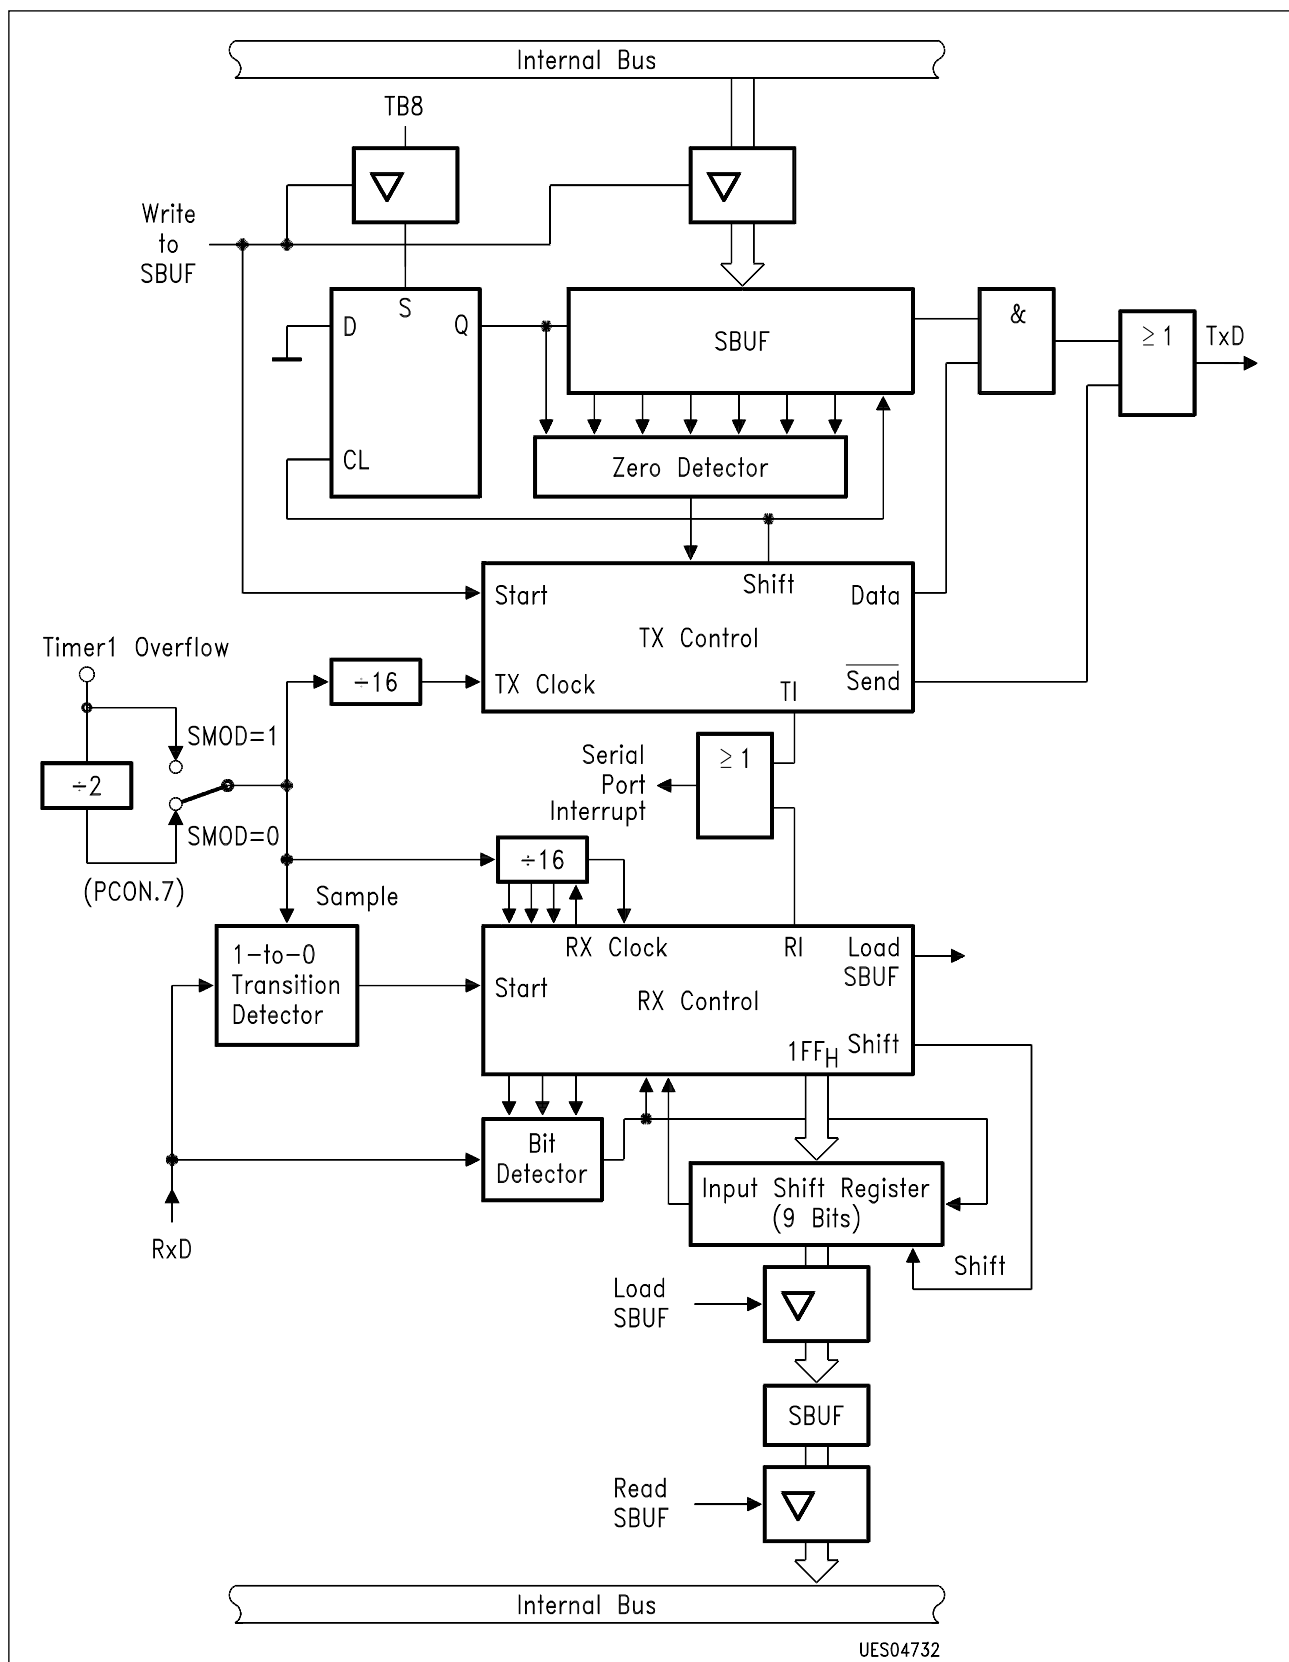 Internal Bus
TB8
Write
to
SBUF
S
D
Q
CL
SBUF
&
≥ 1
TxD
Zero Detector
Shift
Start
Data
TX Control
TX Clock
Send
TI
Timer1 Overflow
÷16
SMOD=1
÷2
SMOD=0
(PCON.7)
Serial
Port
Interrupt
≥ 1
÷16
Sample
1-to-0
Transition
Detector
RX Clock
RI
Load
SBUF
Start
RX Control
1FFH
Shift
Bit
Detector
Input Shift Register
(9 Bits)
RxD
Shift
Load
SBUF
SBUF
Read
SBUF
Internal Bus
UES04732